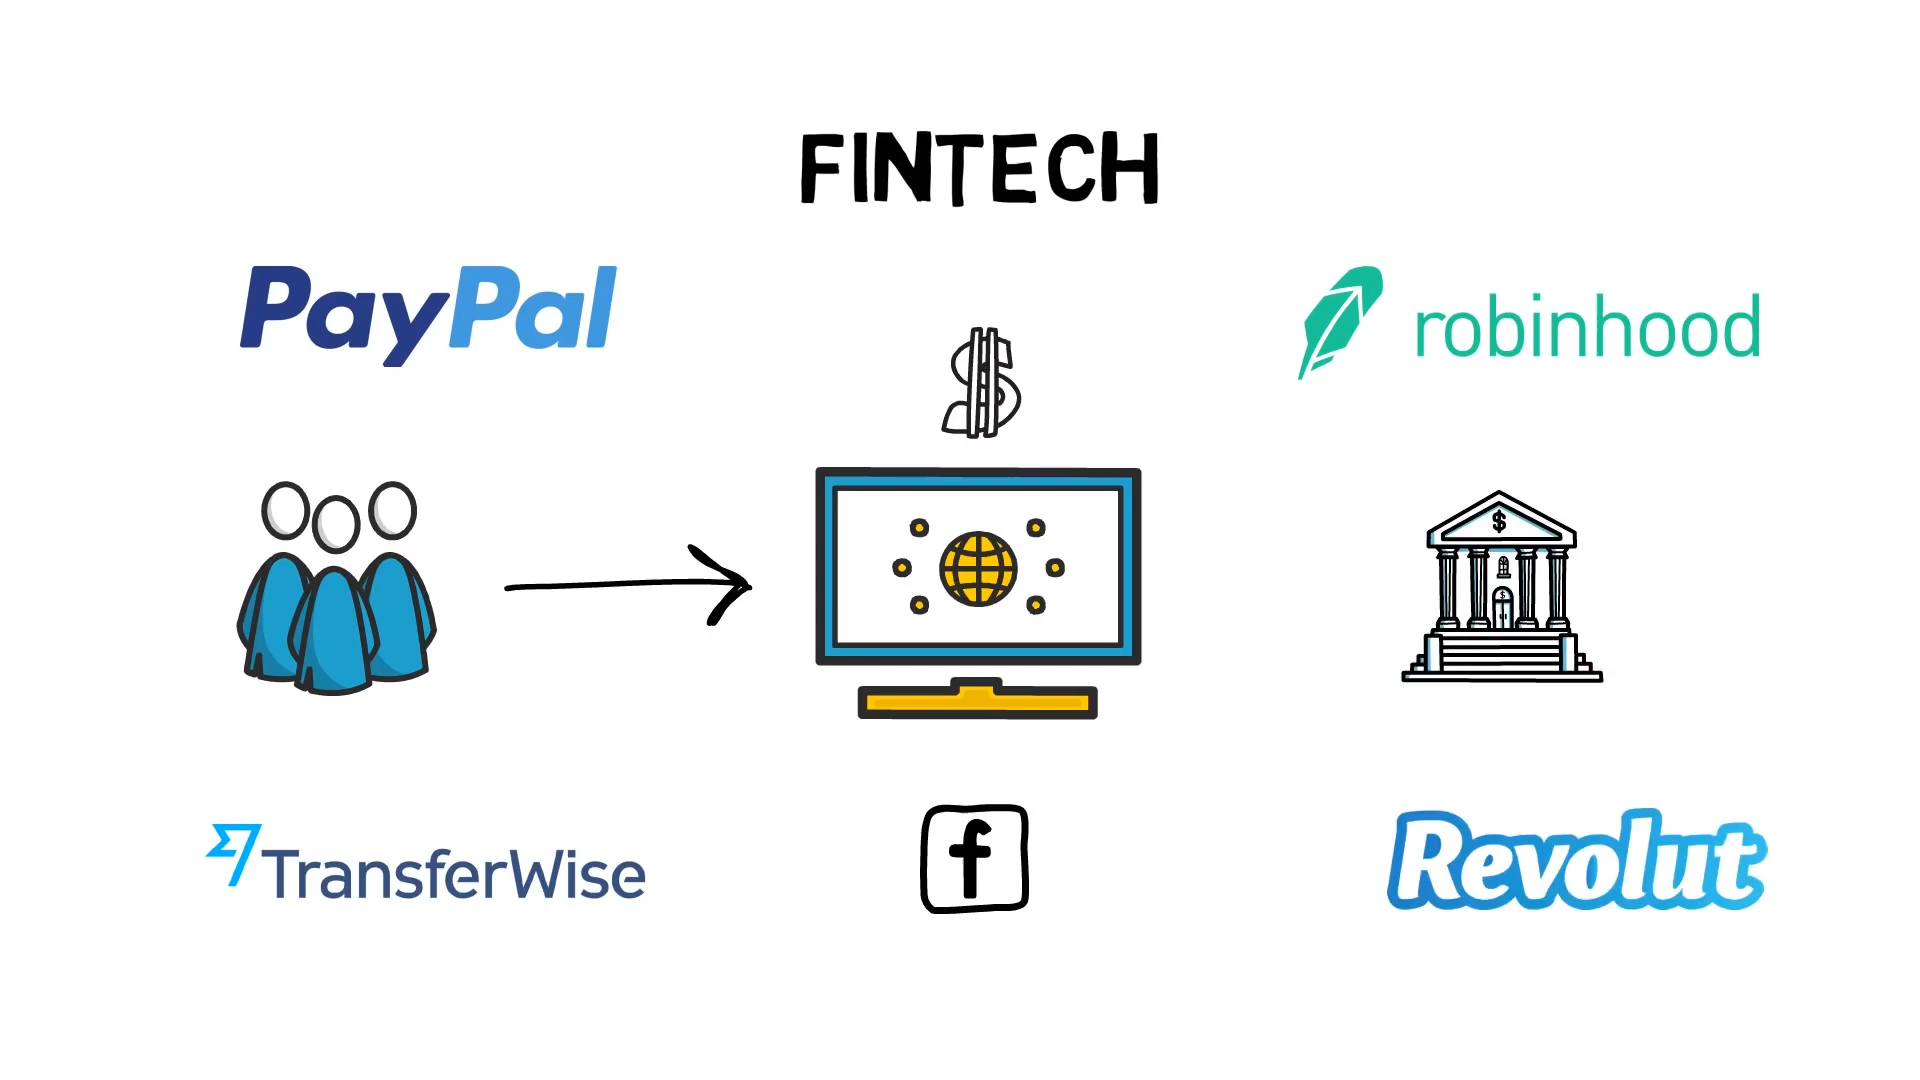 FINTECH
PayPal
robinhood
$
$
$
TransferWise
f
Revolut